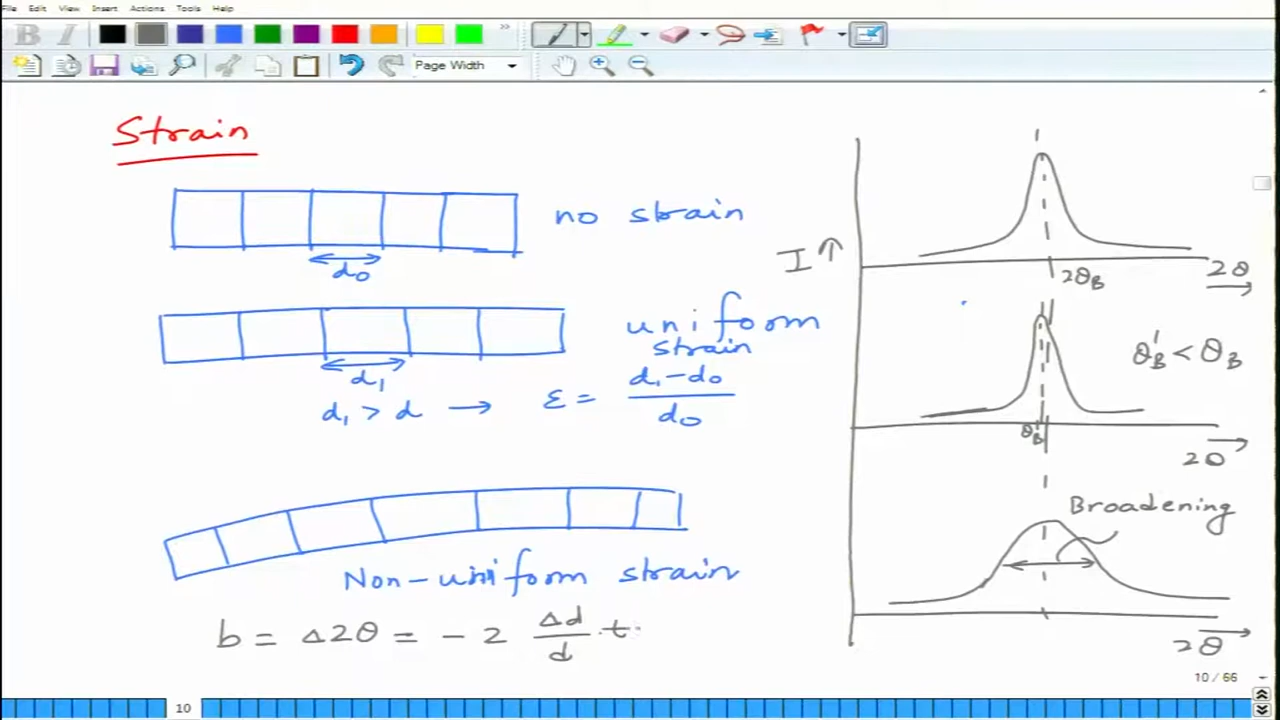 File Edit View Insert Actions Tools Help
B I
Page Width
Strain
no strain
d₀
uniform
strain
d₁
d₁ > d → ε = d₁-d₀ / d₀
Non-uniform strain
b = Δ2θ = - 2 Δd/d . t
I ↑
2θ_B
2θ
θ'_B < θ_B
θ'_B
2θ
Broadening
2θ
10 / 66
10